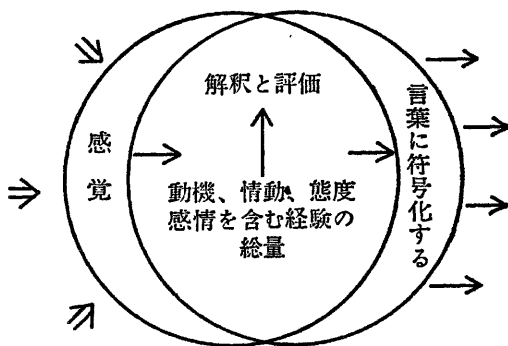 解釈と評価
感覚
動機、情動、態度
感情を含む経験の
総量
言葉に符号化する